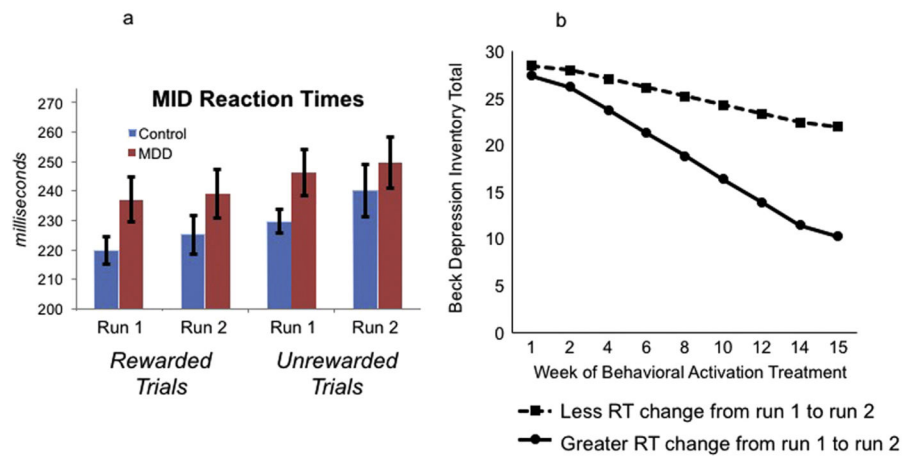 a
MID Reaction Times
Control
MDD
milliseconds
270
260
250
240
230
220
210
200
Run 1
Run 2
Run 1
Run 2
Rewarded
Trials
Unrewarded
Trials
b
Beck Depression Inventory Total
30
25
20
15
10
5
0
1 2 4 6 8 10 12 14 15
Week of Behavioral Activation Treatment
Less RT change from run 1 to run 2
Greater RT change from run 1 to run 2